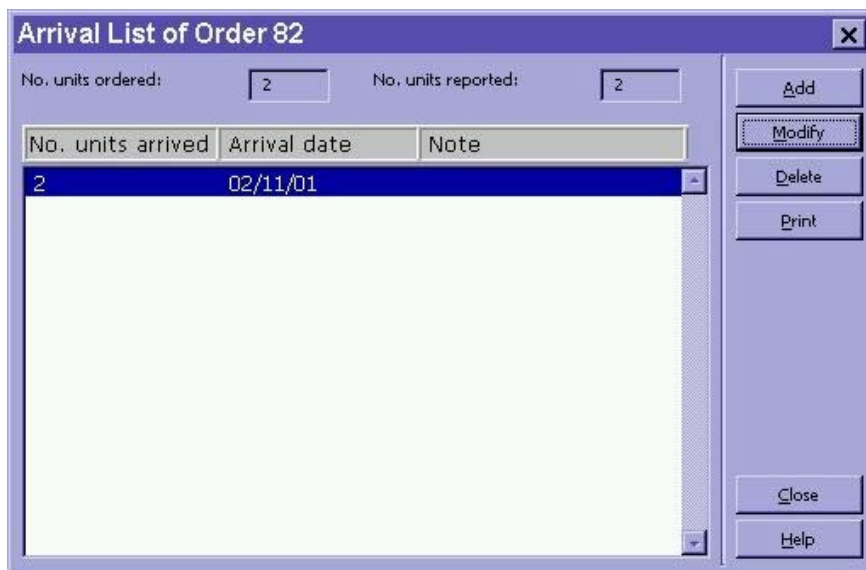 Arrival List of Order 82
No. units ordered: 2 No. units reported: 2
Add
No. units arrived Arrival date Note
Modify
2 02/11/01
Delete
Print
Close
Help